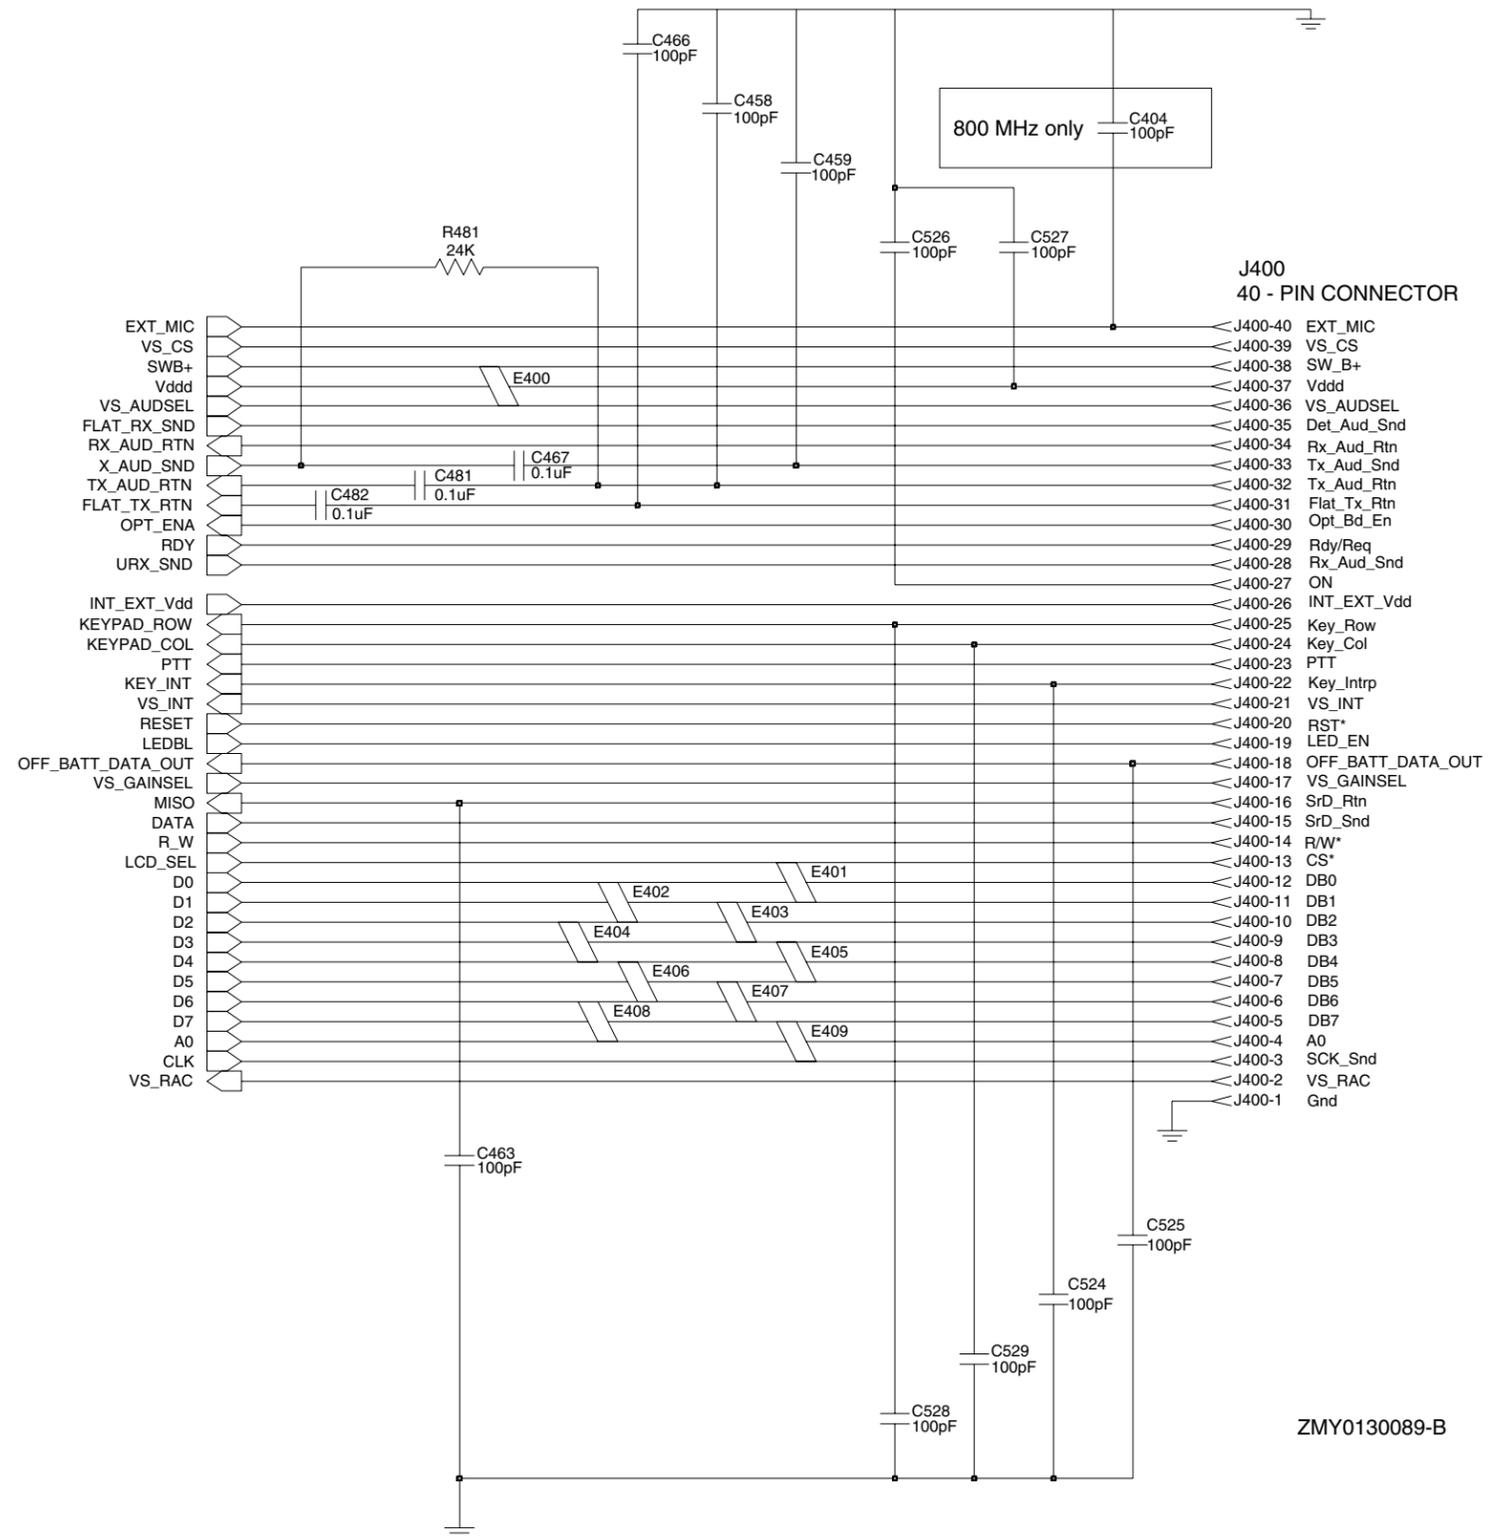 C466
100pF
C458
100pF
C459
100pF
800 MHz only
C404
100pF
C526
100pF
C527
100pF
R481
24K
J400
40 - PIN CONNECTOR
EXT_MIC J400-40 EXT_MIC
VS_CS J400-39 VS_CS
SWB+ J400-38 SW_B+
E400
Vddd J400-37 Vddd
VS_AUDSEL J400-36 VS_AUDSEL
FLAT_RX_SND J400-35 Det_Aud_Snd
RX_AUD_RTN J400-34 Rx_Aud_Rtn
C467
0.1uF
X_AUD_SND J400-33 Tx_Aud_Snd
C481
0.1uF
TX_AUD_RTN J400-32 Tx_Aud_Rtn
C482
0.1uF
FLAT_TX_RTN J400-31 Flat_Tx_Rtn
OPT_ENA J400-30 Opt_Bd_En
RDY J400-29 Rdy/Req
URX_SND J400-28 Rx_Aud_Snd
J400-27 ON
INT_EXT_Vdd J400-26 INT_EXT_Vdd
KEYPAD_ROW J400-25 Key_Row
KEYPAD_COL J400-24 Key_Col
PTT J400-23 PTT
KEY_INT J400-22 Key_Intrp
VS_INT J400-21 VS_INT
RESET J400-20 RST*
LEDBL J400-19 LED_EN
OFF_BATT_DATA_OUT J400-18 OFF_BATT_DATA_OUT
VS_GAINSEL J400-17 VS_GAINSEL
MISO J400-16 SrD_Rtn
DATA J400-15 SrD_Snd
R_W J400-14 R/W*
LCD_SEL J400-13 CS*
E401
D0 J400-12 DB0
E402
D1 J400-11 DB1
E403
D2 J400-10 DB2
E404
D3 J400-9 DB3
E405
D4 J400-8 DB4
E406
D5 J400-7 DB5
E407
D6 J400-6 DB6
E408
D7 J400-5 DB7
E409
A0 J400-4 A0
CLK J400-3 SCK_Snd
VS_RAC J400-2 VS_RAC
J400-1 Gnd
C463
100pF
C525
100pF
C524
100pF
C529
100pF
C528
100pF
ZMY0130089-B